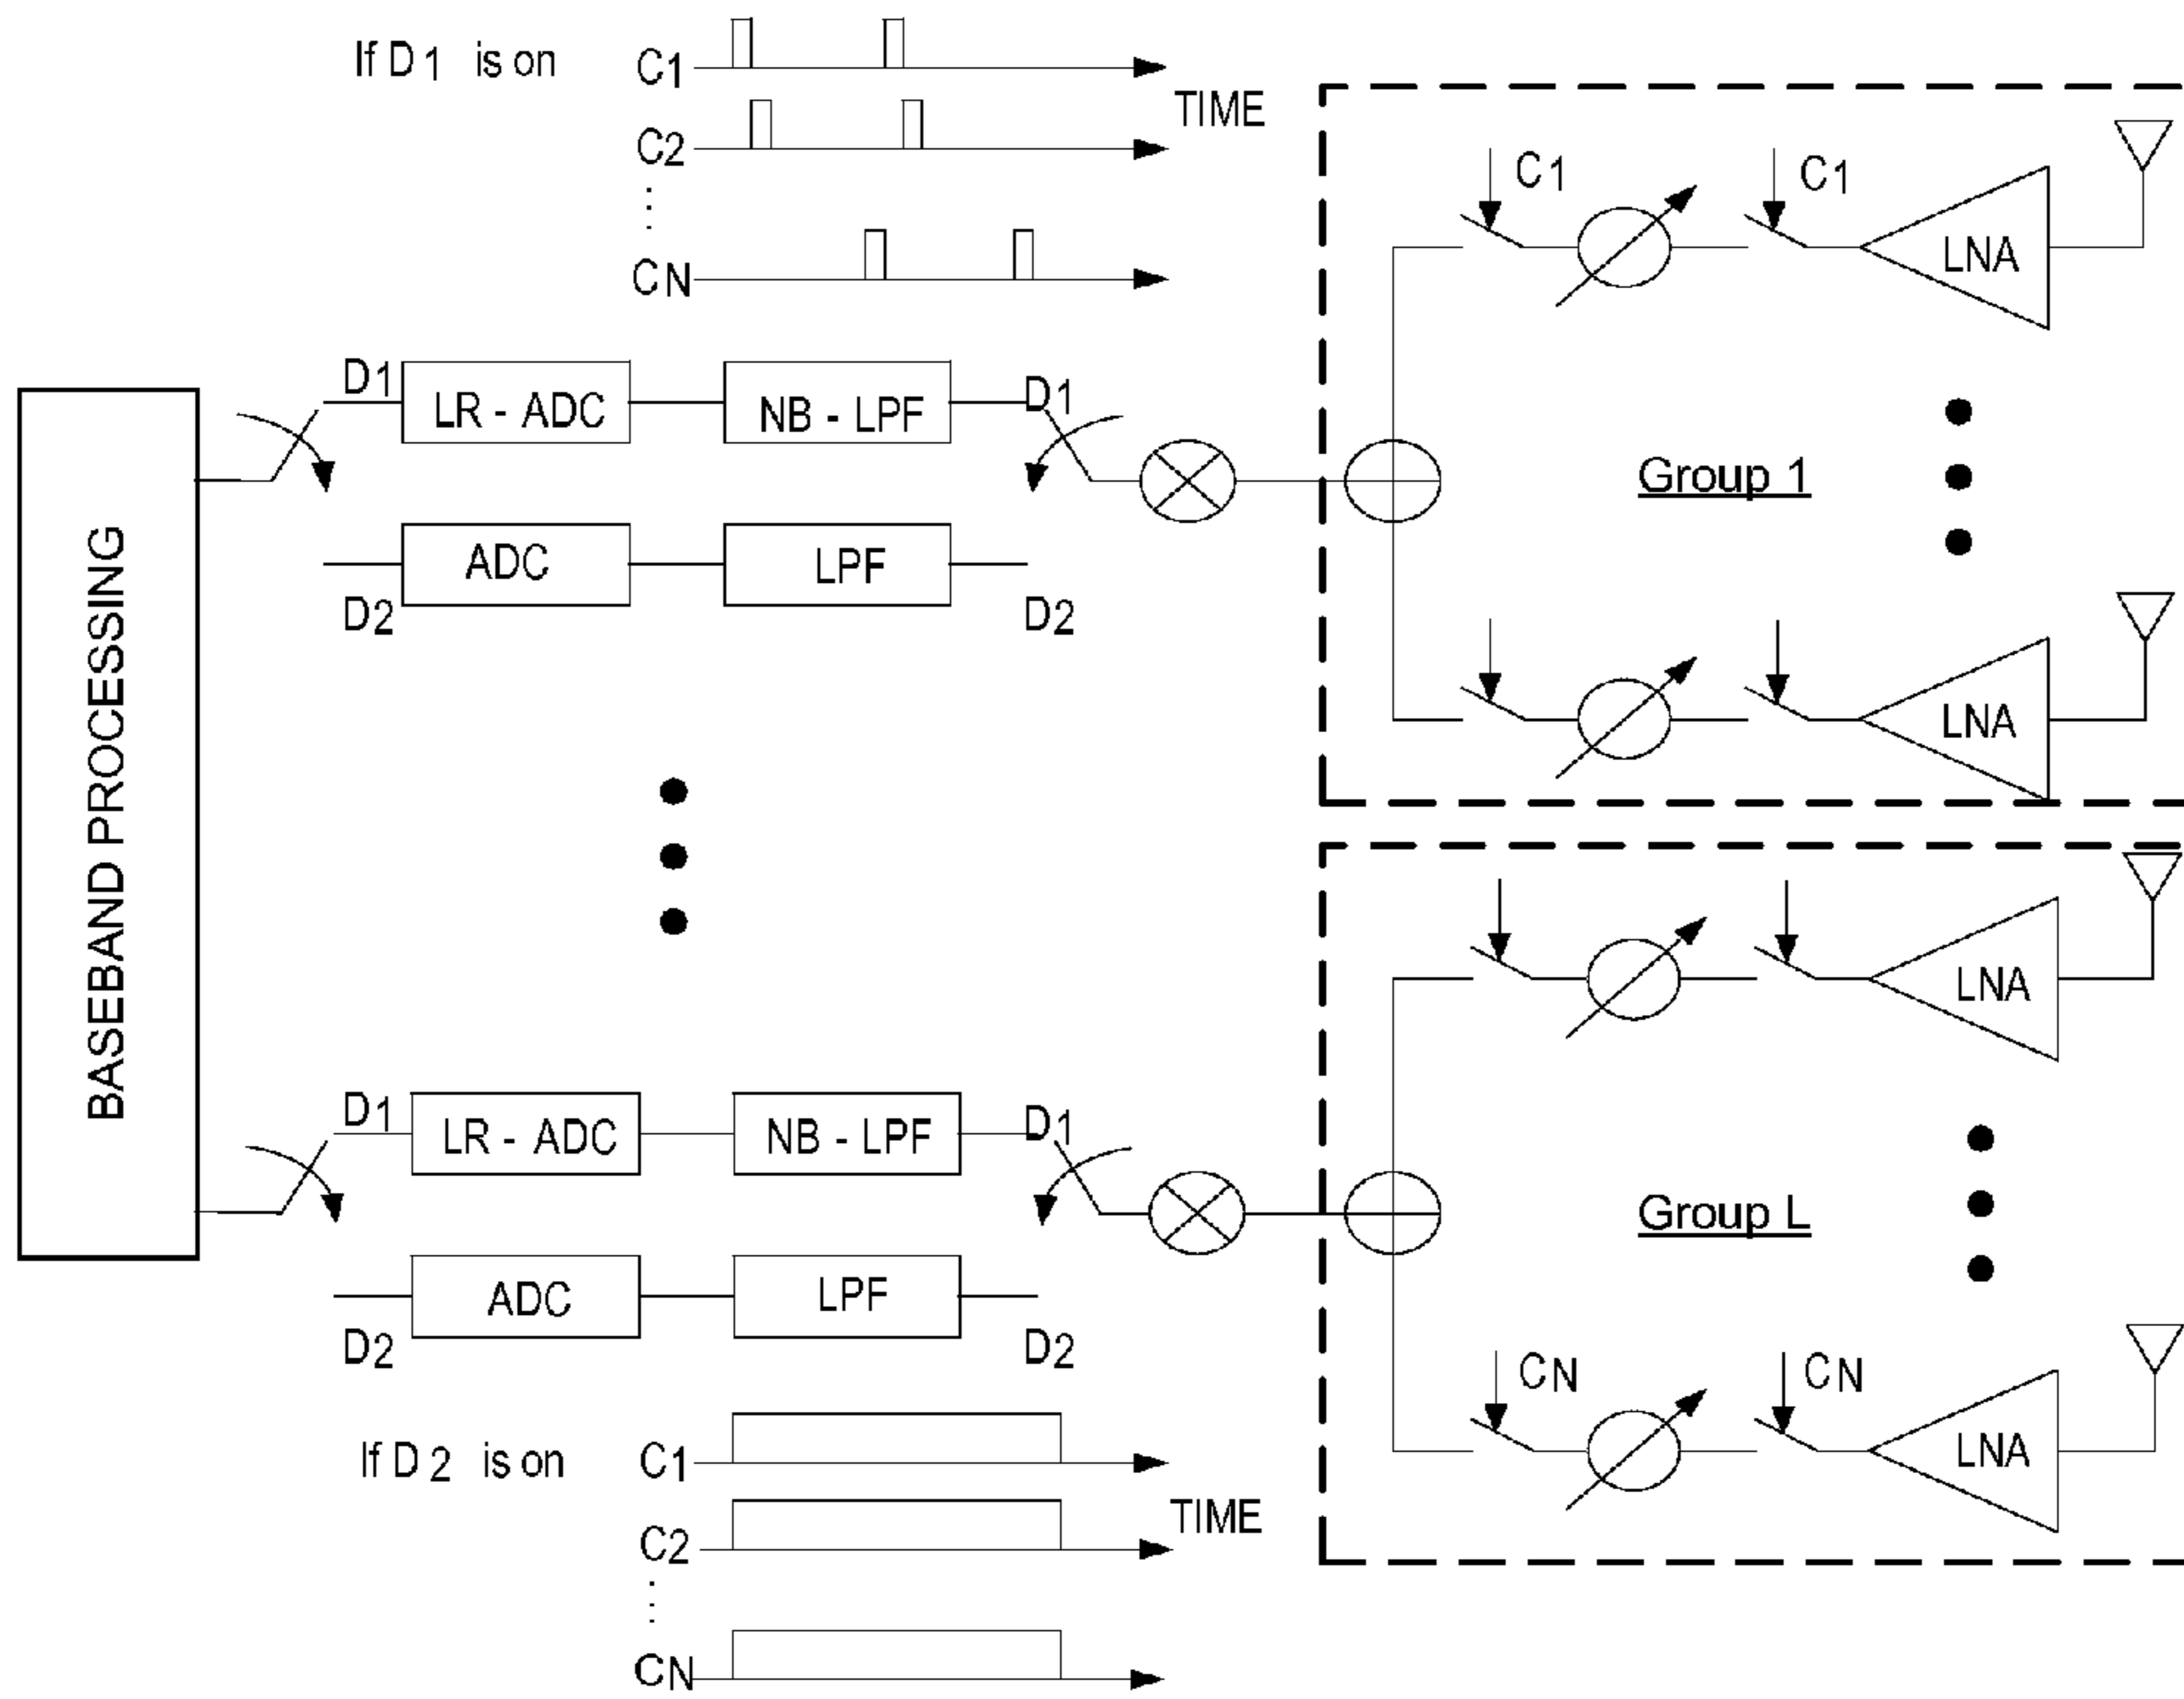 If D1 is on
C1
TIME
C2
CN
C1
C1
LNA
D1
LR - ADC
NB - LPF
D1
Group 1
ADC
LPF
D2
D2
LNA
BASEBAND PROCESSING
LNA
D1
LR - ADC
NB - LPF
D1
Group L
ADC
LPF
D2
D2
CN
CN
LNA
If D2 is on
C1
TIME
C2
CN